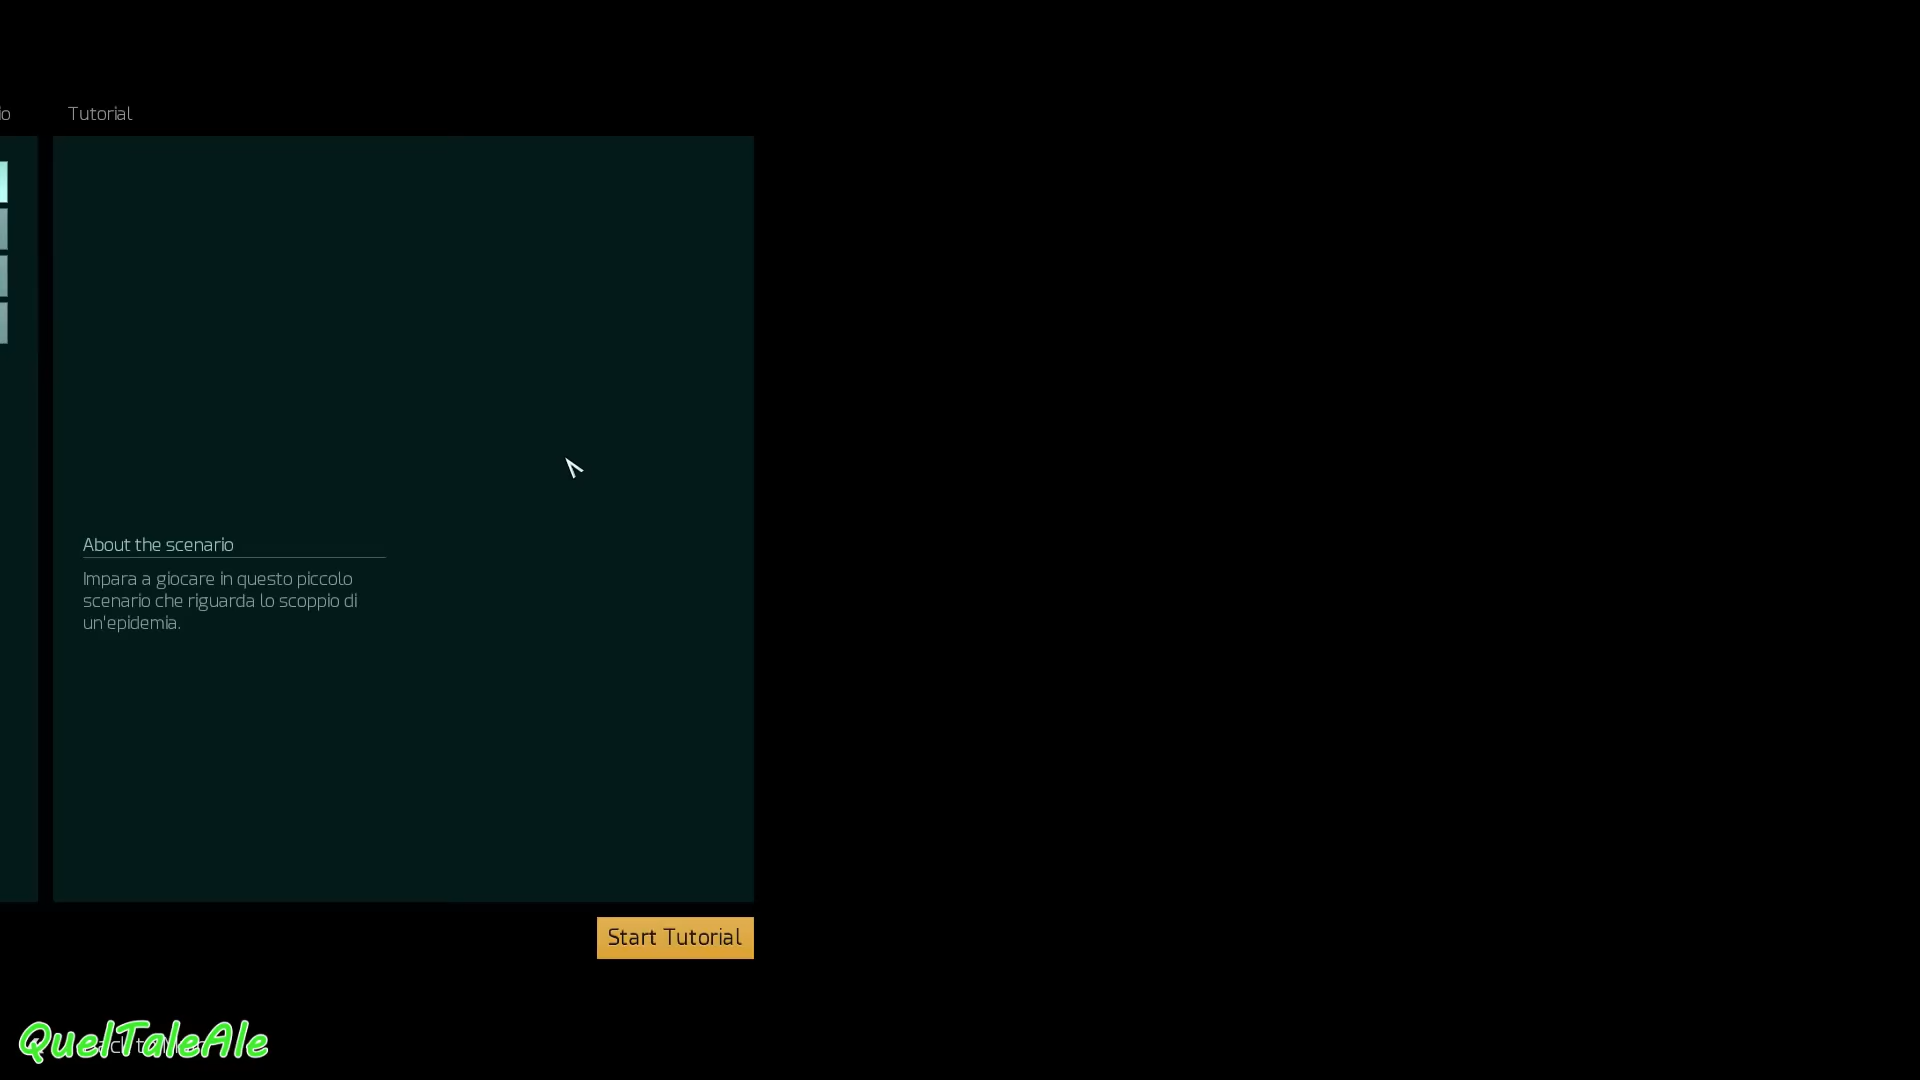 io
Tutorial
About the scenario
Impara a giocare in questo piccolo
scenario che riguarda lo scoppio di
un'epidemia.
Start Tutorial
QuelTaleAle